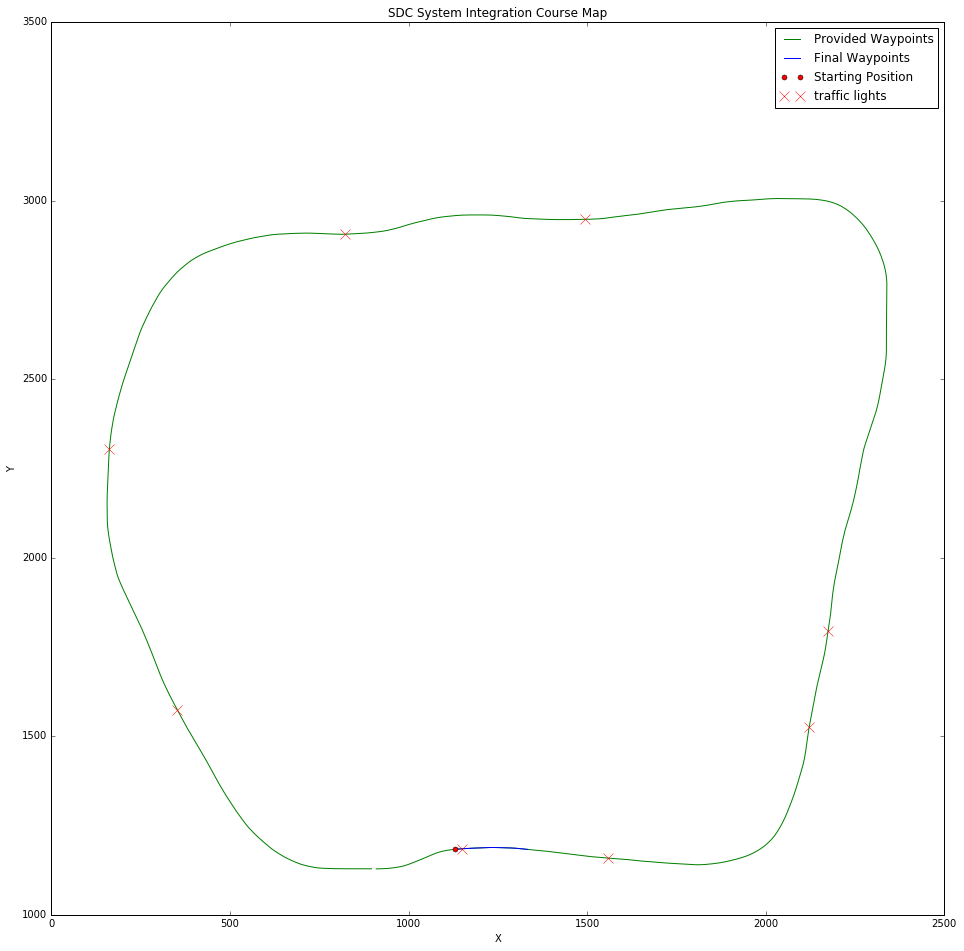 SDC System Integration Course Map
Provided Waypoints
Final Waypoints
Starting Position
traffic lights
3500
3000
2500
2000
1500
1000
Y
0 500 1000 1500 2000 2500
X